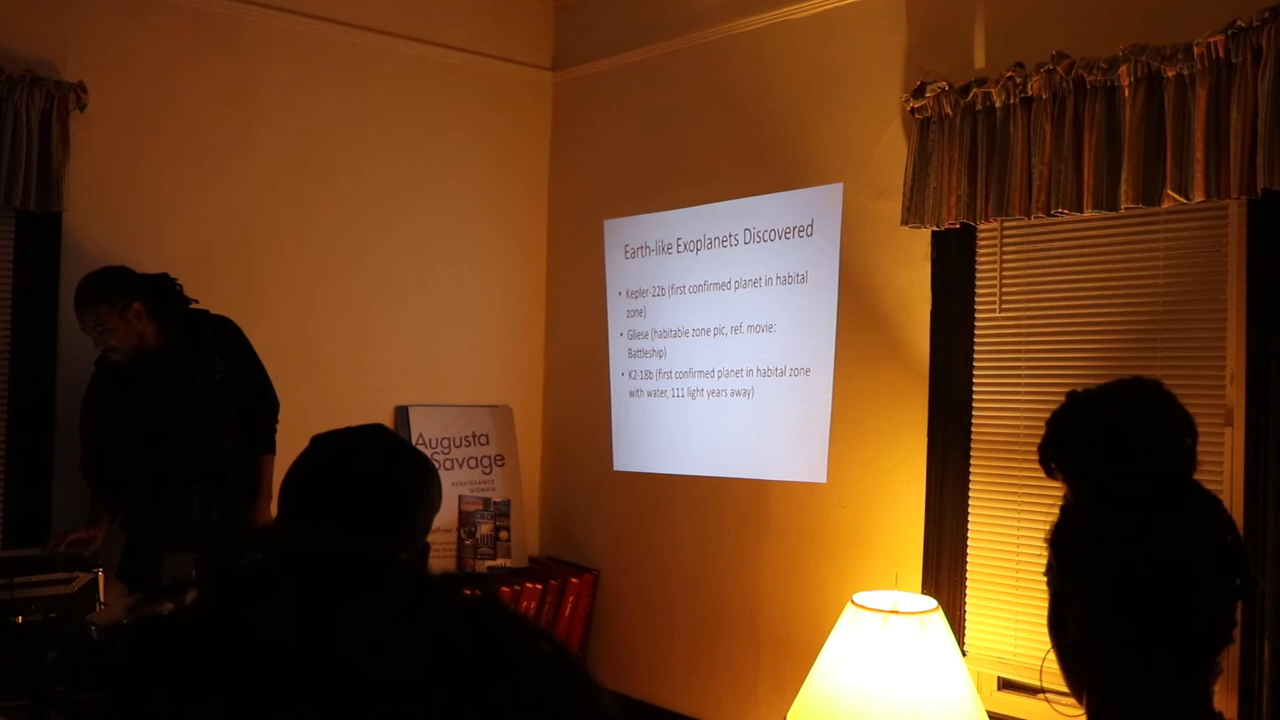 Earth-like Exoplanets Discovered
• Kepler-22b (first confirmed planet in habital
zone)
• Gliese (habitable zone pic, ref. movie:
Battleship)
• K2-18b (first confirmed planet in habital zone
with water, 111 light years away)
Augusta
Savage
RENAISSANCE
WOMAN